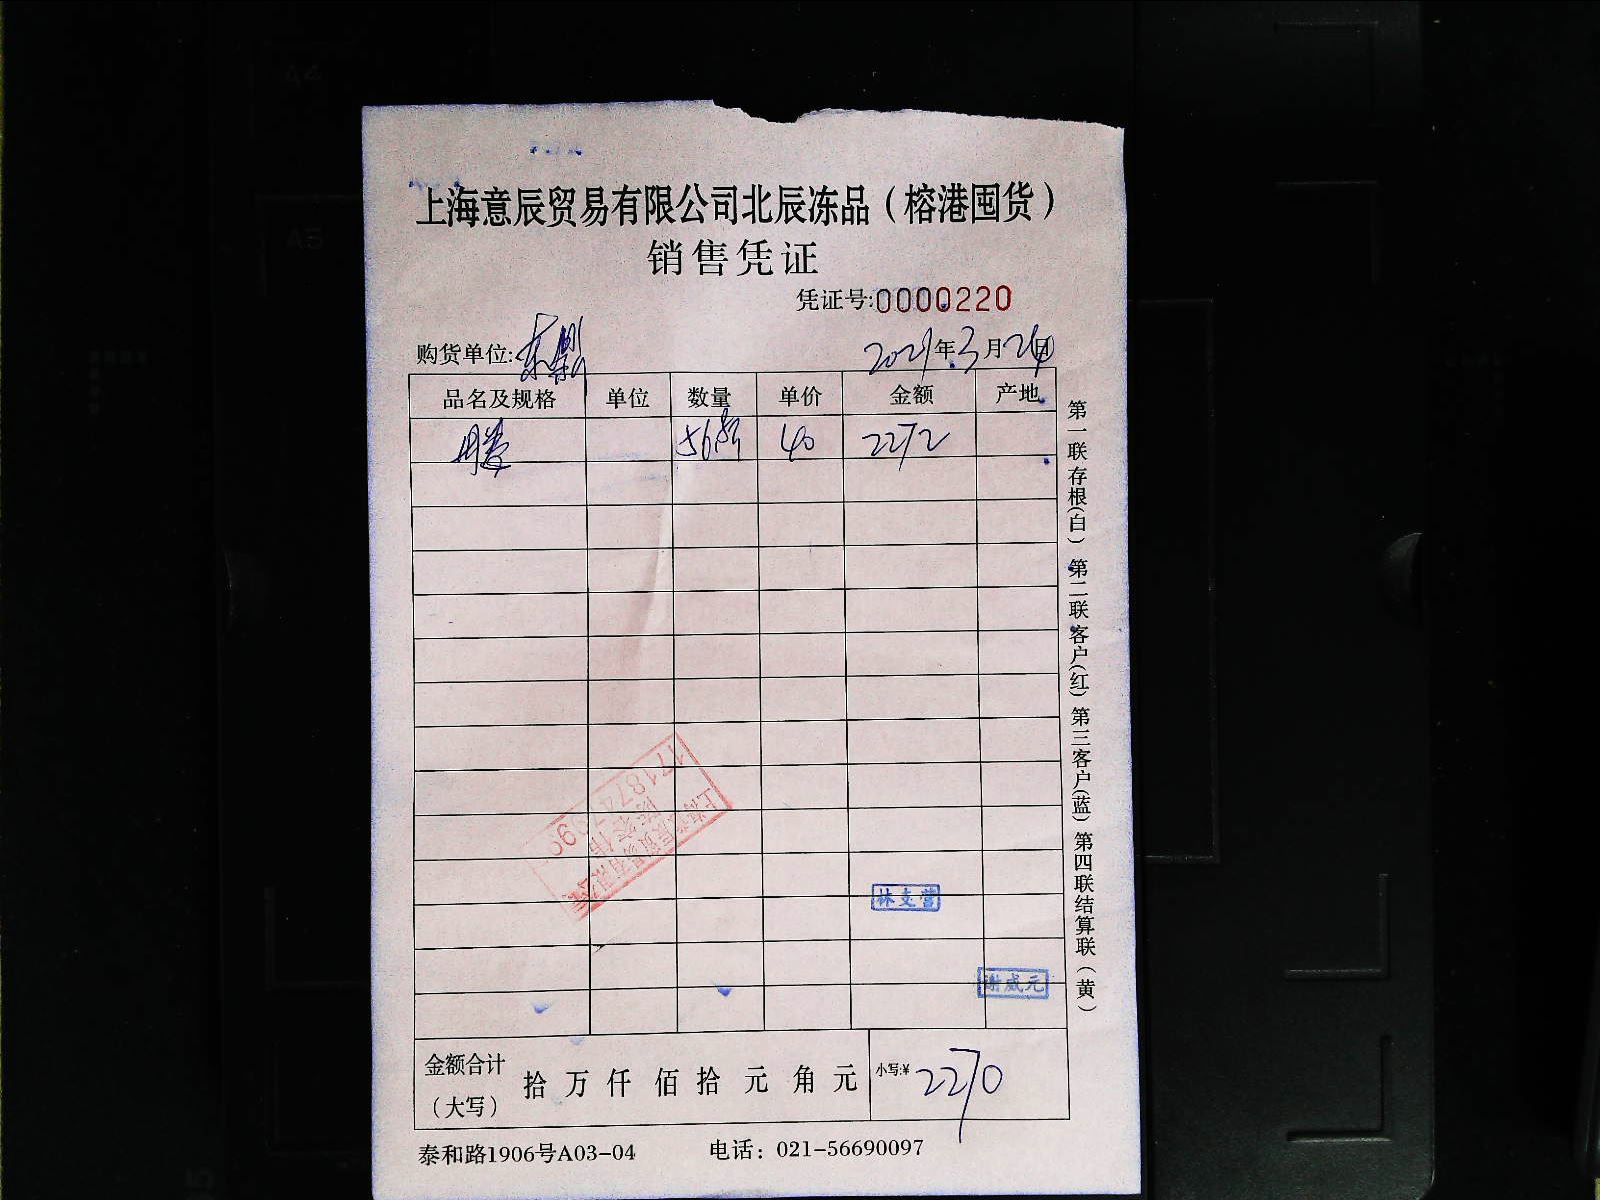 上海意辰贸易有限公司北辰冻品（榕港囤货）
销售凭证
凭证号:0000220
购货单位: 2021年3月24日
品名及规格 单位 数量 单价 金额 产地
40 2272
林支营
谢威元
金额合计（大写） 拾 万 仟 佰 拾 元 角 元 小写:¥ 2270
泰和路1906号A03-04 电话：021-56690097
第一联存根(白) 第二联客户(红) 第三客户(蓝) 第四联结算联(黄)